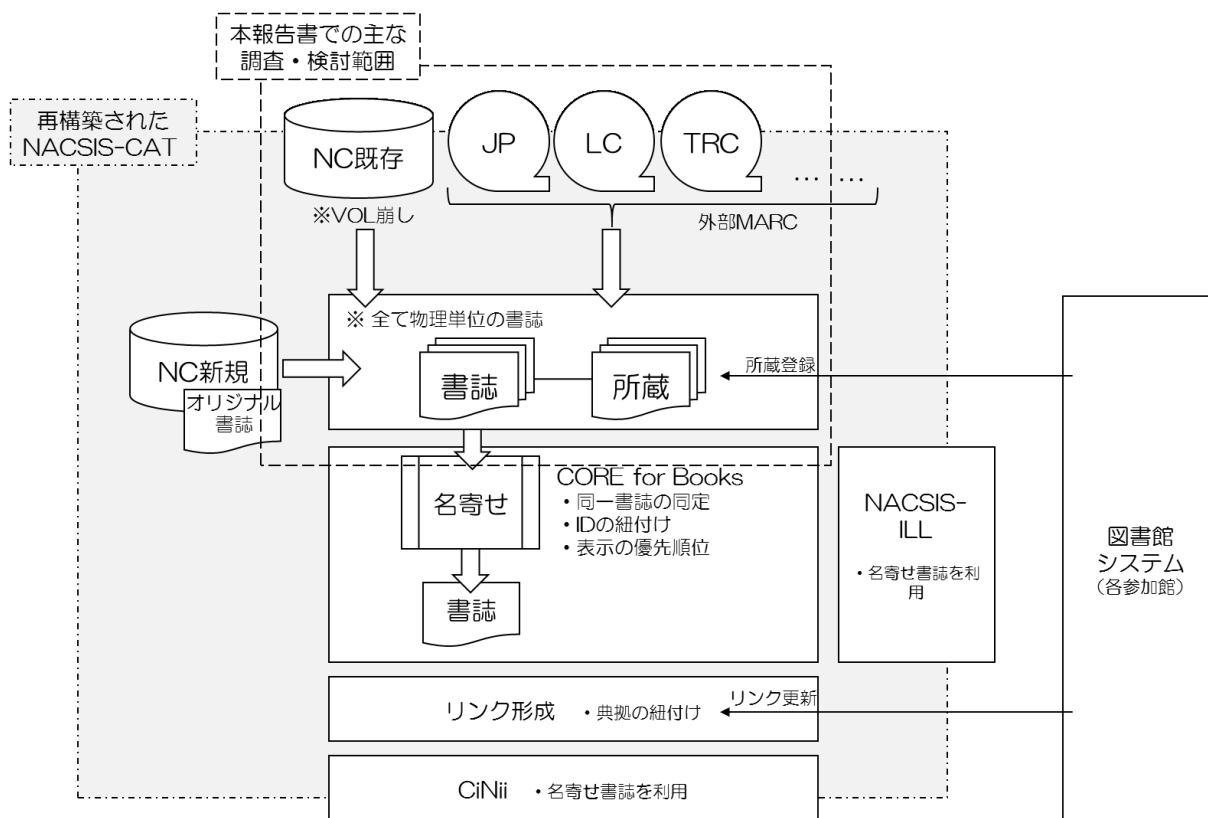 本報告書での主な
調査・検討範囲
再構築された
NACSIS-CAT
NC既存
JP
LC
TRC
… …
※VOL崩し
外部MARC
※ 全て物理単位の書誌
NC新規
オリジナル
書誌
書誌
所蔵
所蔵登録
名寄せ
CORE for Books
・同一書誌の同定
・IDの紐付け
・表示の優先順位
書誌
NACSIS-
ILL
・名寄せ書誌を利
用
図書館
システム
（各参加館）
リンク形成 ・典拠の紐付け
リンク更新
CiNii ・名寄せ書誌を利用